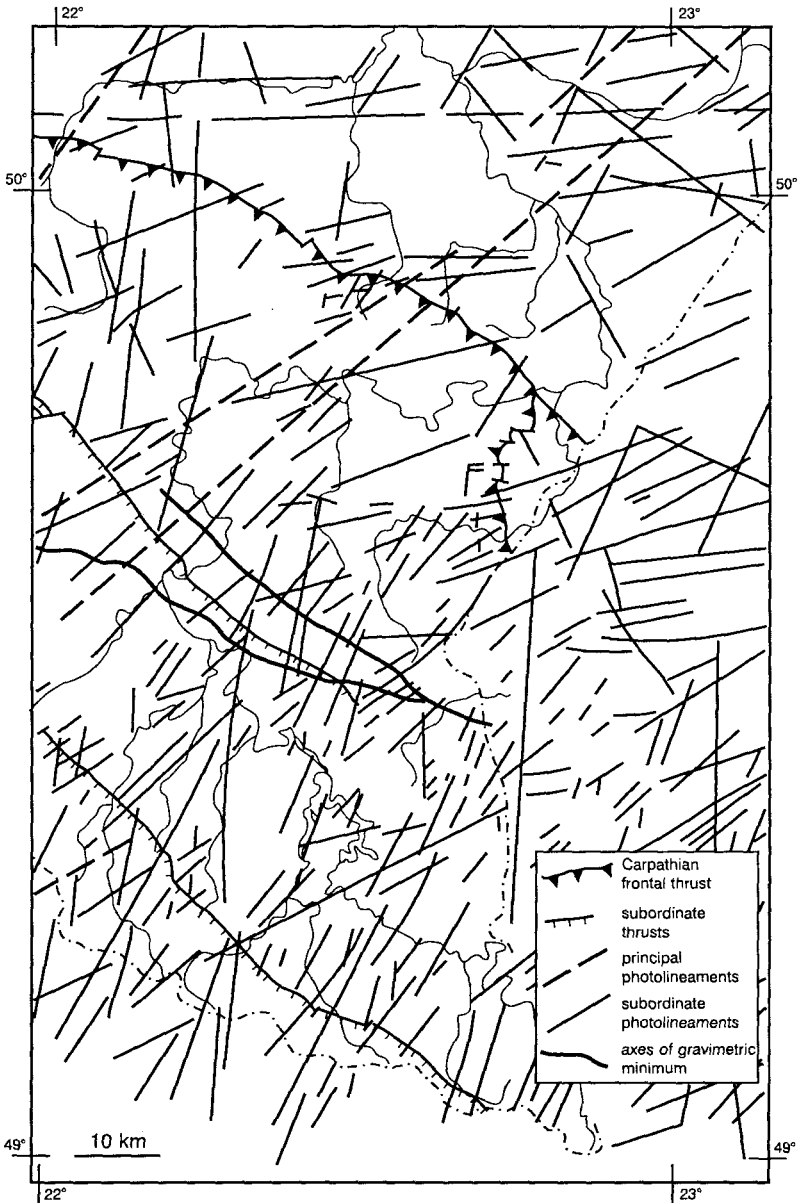 22°
23°
50°
50°
Carpathian
frontal thrust
subordinate
thrusts
principal
photolineaments
subordinate
photolineaments
axes of gravimetric
minimum
49°
10 km
49°
22°
23°